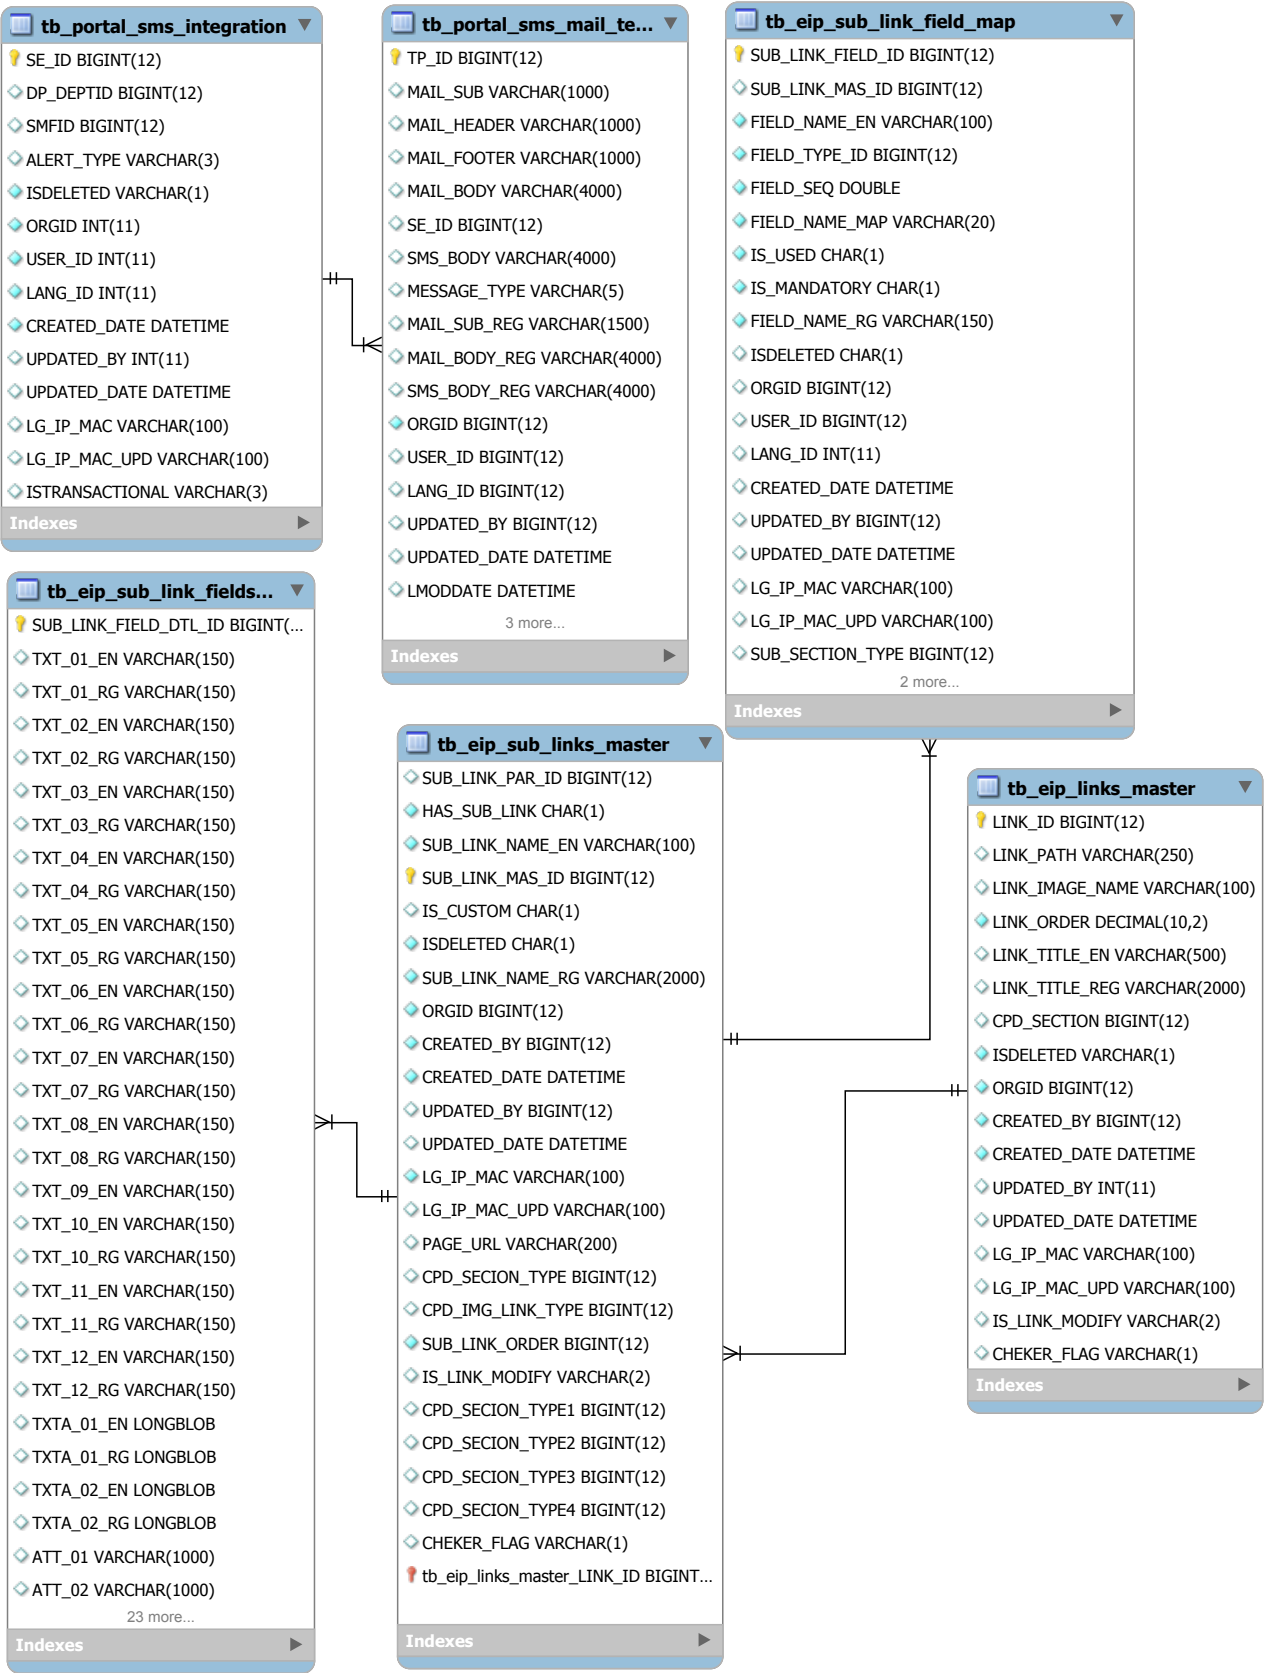 tb_portal_sms_integration
SE_ID BIGINT(12)
DP_DEPTID BIGINT(12)
SMFID BIGINT(12)
ALERT_TYPE VARCHAR(3)
ISDELETED VARCHAR(1)
ORGID INT(11)
USER_ID INT(11)
LANG_ID INT(11)
CREATED_DATE DATETIME
UPDATED_BY INT(11)
UPDATED_DATE DATETIME
LG_IP_MAC VARCHAR(100)
LG_IP_MAC_UPD VARCHAR(100)
ISTRANSACTIONAL VARCHAR(3)
Indexes
tb_portal_sms_mail_te...
TP_ID BIGINT(12)
MAIL_SUB VARCHAR(1000)
MAIL_HEADER VARCHAR(1000)
MAIL_FOOTER VARCHAR(1000)
MAIL_BODY VARCHAR(4000)
SE_ID BIGINT(12)
SMS_BODY VARCHAR(4000)
MESSAGE_TYPE VARCHAR(5)
MAIL_SUB_REG VARCHAR(1500)
MAIL_BODY_REG VARCHAR(4000)
SMS_BODY_REG VARCHAR(4000)
ORGID BIGINT(12)
USER_ID BIGINT(12)
LANG_ID BIGINT(12)
UPDATED_BY BIGINT(12)
UPDATED_DATE DATETIME
LMODDATE DATETIME
3 more...
Indexes
tb_eip_sub_link_field_map
SUB_LINK_FIELD_ID BIGINT(12)
SUB_LINK_MAS_ID BIGINT(12)
FIELD_NAME_EN VARCHAR(100)
FIELD_TYPE_ID BIGINT(12)
FIELD_SEQ DOUBLE
FIELD_NAME_MAP VARCHAR(20)
IS_USED CHAR(1)
IS_MANDATORY CHAR(1)
FIELD_NAME_RG VARCHAR(150)
ISDELETED CHAR(1)
ORGID BIGINT(12)
USER_ID BIGINT(12)
LANG_ID INT(11)
CREATED_DATE DATETIME
UPDATED_BY BIGINT(12)
UPDATED_DATE DATETIME
LG_IP_MAC VARCHAR(100)
LG_IP_MAC_UPD VARCHAR(100)
SUB_SECTION_TYPE BIGINT(12)
2 more...
Indexes
tb_eip_sub_link_fields...
SUB_LINK_FIELD_DTL_ID BIGINT(...
TXT_01_EN VARCHAR(150)
TXT_01_RG VARCHAR(150)
TXT_02_EN VARCHAR(150)
TXT_02_RG VARCHAR(150)
TXT_03_EN VARCHAR(150)
TXT_03_RG VARCHAR(150)
TXT_04_EN VARCHAR(150)
TXT_04_RG VARCHAR(150)
TXT_05_EN VARCHAR(150)
TXT_05_RG VARCHAR(150)
TXT_06_EN VARCHAR(150)
TXT_06_RG VARCHAR(150)
TXT_07_EN VARCHAR(150)
TXT_07_RG VARCHAR(150)
TXT_08_EN VARCHAR(150)
TXT_08_RG VARCHAR(150)
TXT_09_EN VARCHAR(150)
TXT_10_EN VARCHAR(150)
TXT_10_RG VARCHAR(150)
TXT_11_EN VARCHAR(150)
TXT_11_RG VARCHAR(150)
TXT_12_EN VARCHAR(150)
TXT_12_RG VARCHAR(150)
TXTA_01_EN LONGBLOB
TXTA_01_RG LONGBLOB
TXTA_02_EN LONGBLOB
TXTA_02_RG LONGBLOB
ATT_01 VARCHAR(1000)
ATT_02 VARCHAR(1000)
23 more...
Indexes
tb_eip_sub_links_master
SUB_LINK_PAR_ID BIGINT(12)
HAS_SUB_LINK CHAR(1)
SUB_LINK_NAME_EN VARCHAR(100)
SUB_LINK_MAS_ID BIGINT(12)
IS_CUSTOM CHAR(1)
ISDELETED CHAR(1)
SUB_LINK_NAME_RG VARCHAR(2000)
ORGID BIGINT(12)
CREATED_BY BIGINT(12)
CREATED_DATE DATETIME
UPDATED_BY BIGINT(12)
UPDATED_DATE DATETIME
LG_IP_MAC VARCHAR(100)
LG_IP_MAC_UPD VARCHAR(100)
PAGE_URL VARCHAR(200)
CPD_SECION_TYPE BIGINT(12)
CPD_IMG_LINK_TYPE BIGINT(12)
SUB_LINK_ORDER BIGINT(12)
IS_LINK_MODIFY VARCHAR(2)
CPD_SECION_TYPE1 BIGINT(12)
CPD_SECION_TYPE2 BIGINT(12)
CPD_SECION_TYPE3 BIGINT(12)
CPD_SECION_TYPE4 BIGINT(12)
CHEKER_FLAG VARCHAR(1)
tb_eip_links_master_LINK_ID BIGINT...
Indexes
tb_eip_links_master
LINK_ID BIGINT(12)
LINK_PATH VARCHAR(250)
LINK_IMAGE_NAME VARCHAR(100)
LINK_ORDER DECIMAL(10,2)
LINK_TITLE_EN VARCHAR(500)
LINK_TITLE_REG VARCHAR(2000)
CPD_SECTION BIGINT(12)
ISDELETED VARCHAR(1)
ORGID BIGINT(12)
CREATED_BY BIGINT(12)
CREATED_DATE DATETIME
UPDATED_BY INT(11)
UPDATED_DATE DATETIME
LG_IP_MAC VARCHAR(100)
LG_IP_MAC_UPD VARCHAR(100)
IS_LINK_MODIFY VARCHAR(2)
CHEKER_FLAG VARCHAR(1)
Indexes